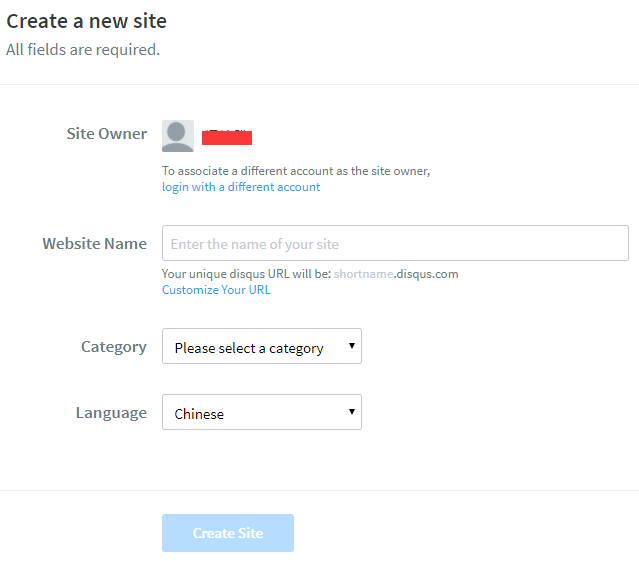 Create a new site
All fields are required.
Site Owner
To associate a different account as the site owner,
login with a different account
Website Name
Enter the name of your site
Your unique disqus URL will be: shortname.disqus.com
Customize Your URL
Category
Please select a category
Language
Chinese
Create Site